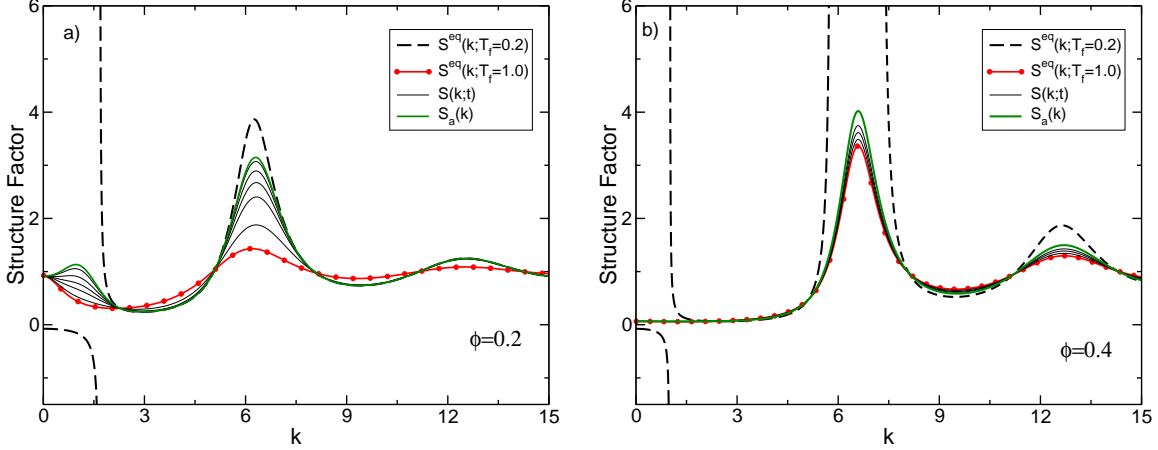 a)
Structure Factor
6
4
2
0
0
3
6
9
12
15
k
S^eq(k;T_f=0.2)
S^eq(k;T_f=1.0)
S(k;t)
S_a(k)
ϕ=0.2
b)
Structure Factor
6
4
2
0
0
3
6
9
12
15
k
S^eq(k;T_f=0.2)
S^eq(k;T_f=1.0)
S(k;t)
S_a(k)
ϕ=0.4